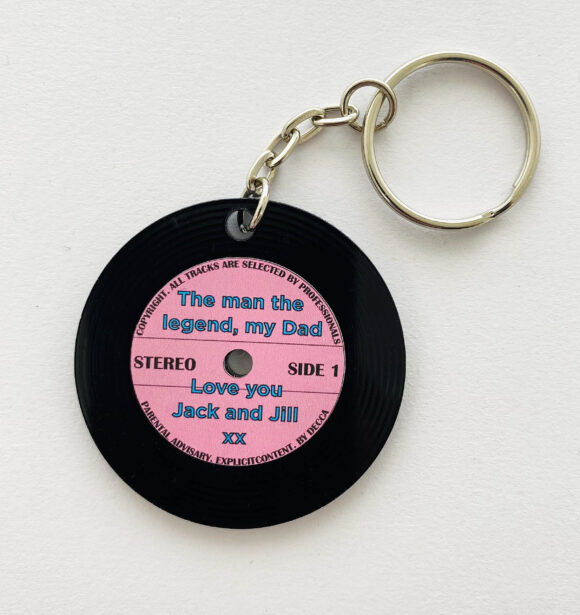 COPYRIGHT. ALL TRACKS ARE SELECTED BY PROFESSIONALS
The man the
legend, my Dad
STEREO SIDE 1
Love you
Jack and Jill
xx
PARENTAL ADVISARY, EXPLICITCONTENT. BY DECCA